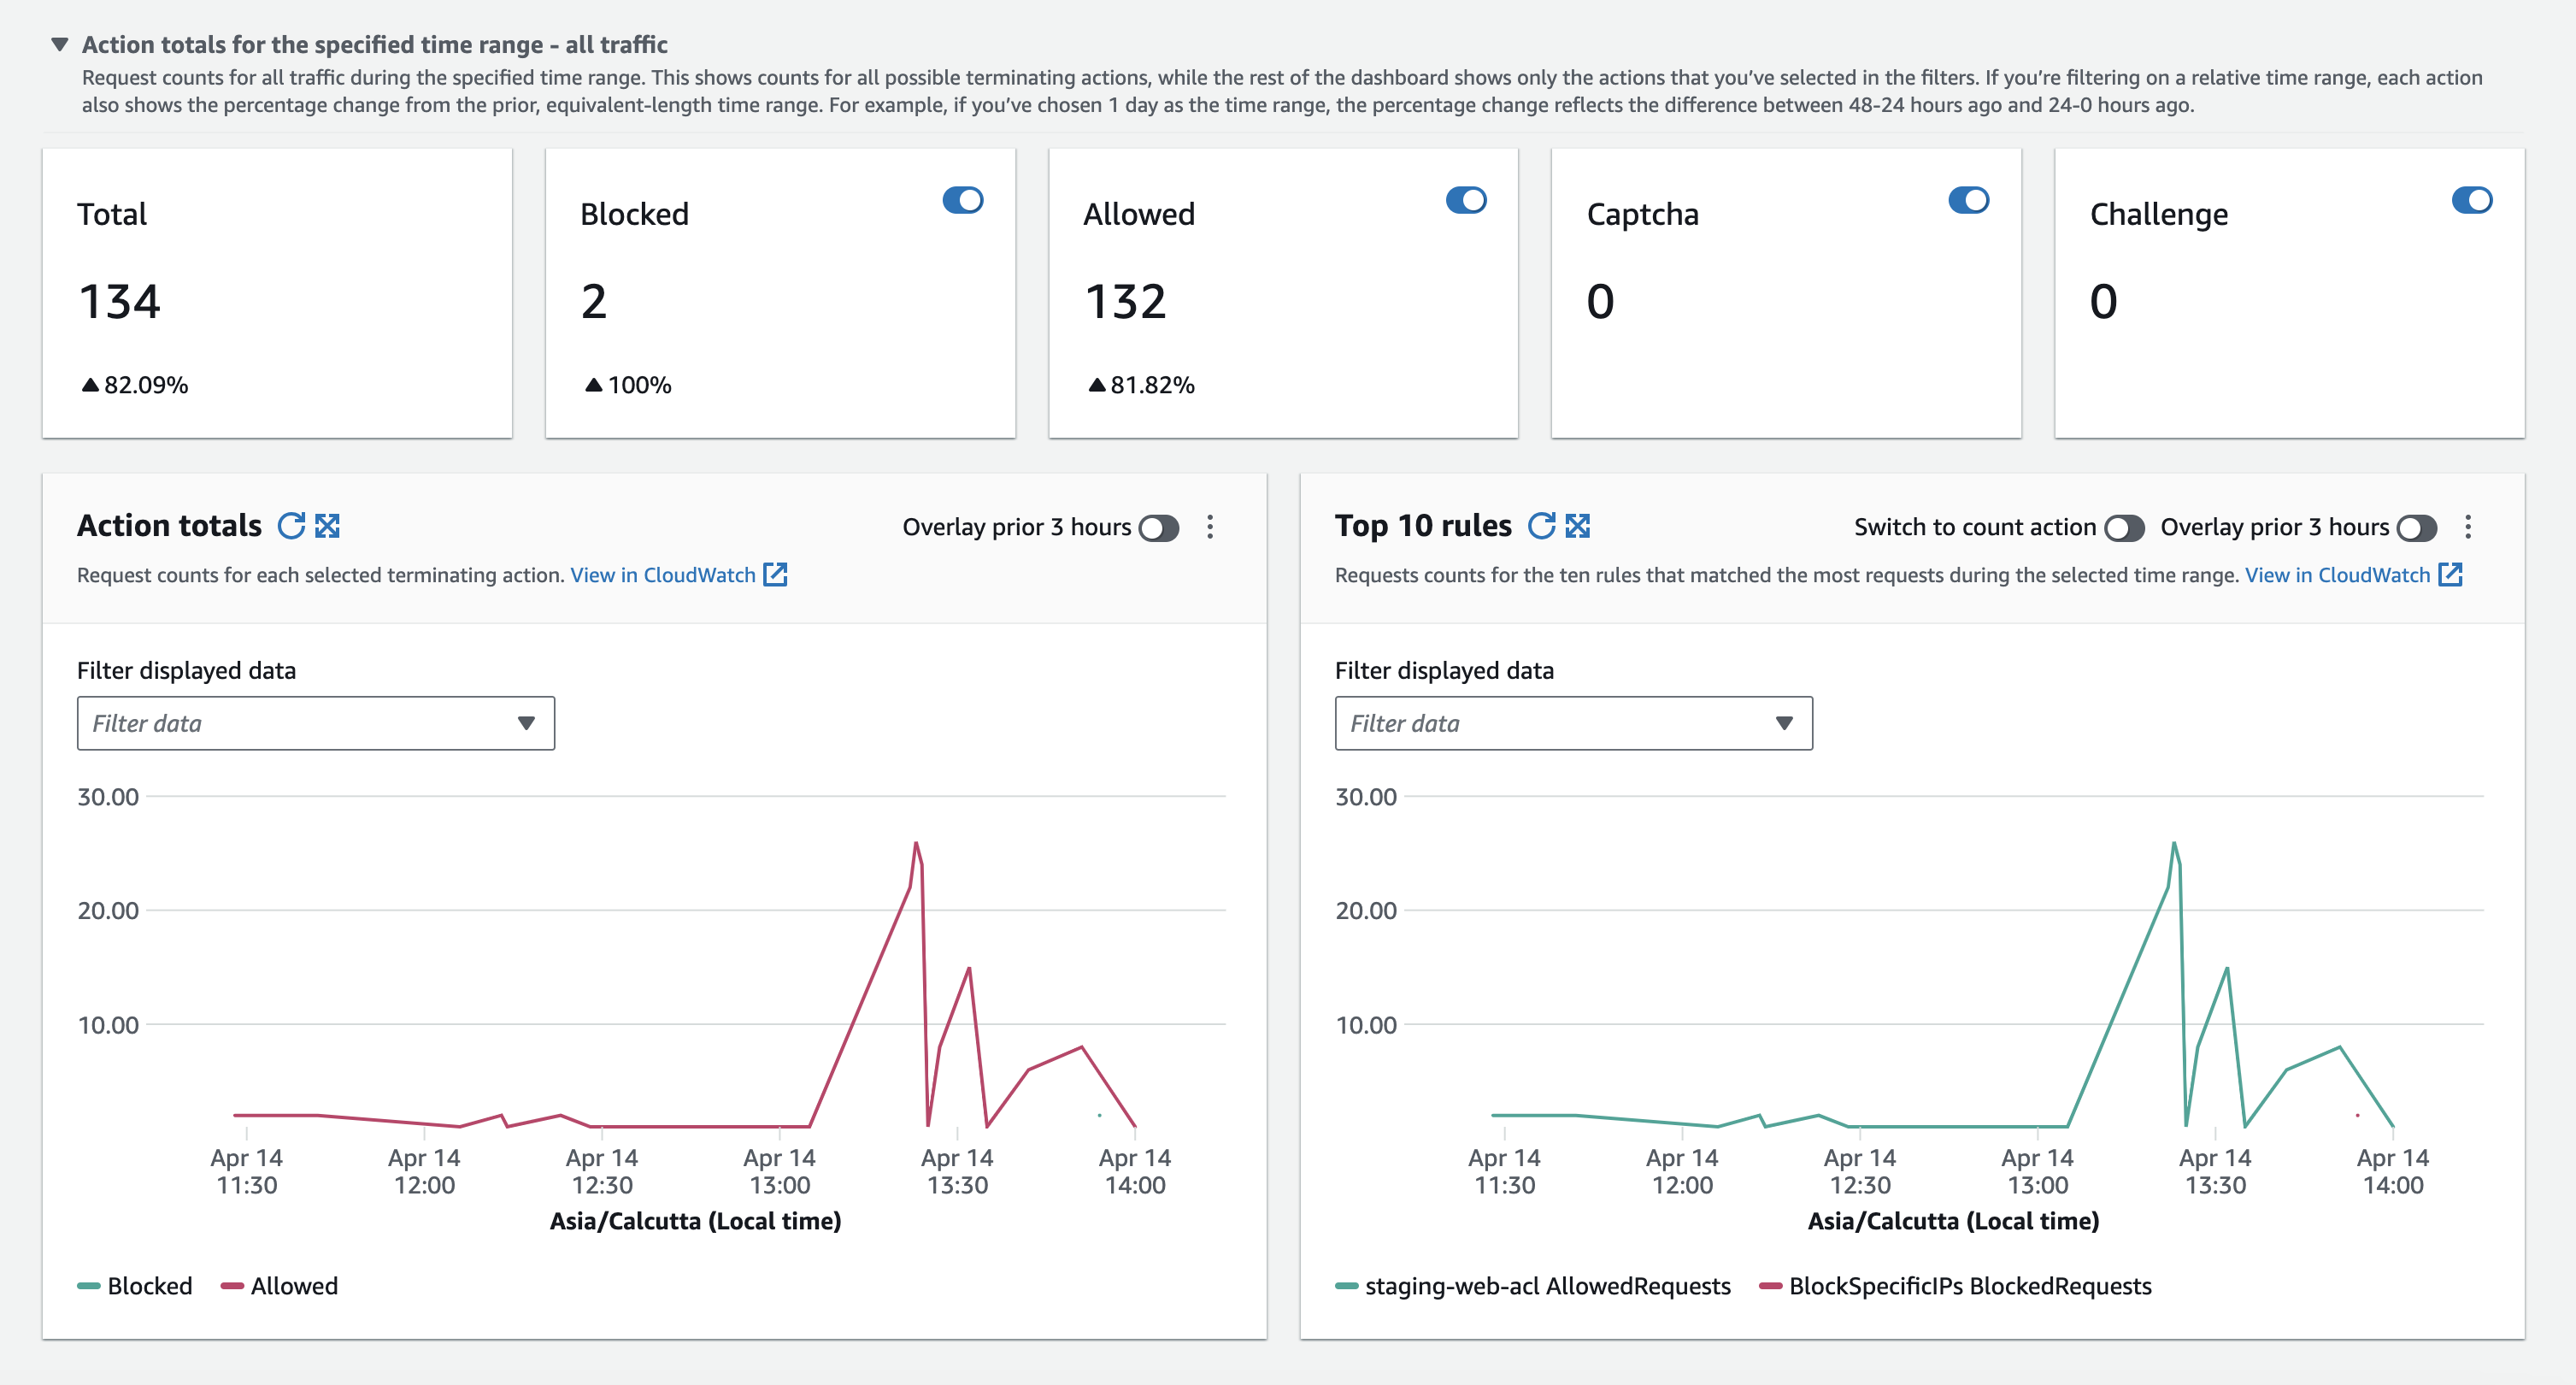 Action totals for the specified time range - all traffic
Request counts for all traffic during the specified time range. This shows counts for all possible terminating actions, while the rest of the dashboard shows only the actions that you've selected in the filters. If you're filtering on a relative time range, each action
also shows the percentage change from the prior, equivalent-length time range. For example, if you've chosen 1 day as the time range, the percentage change reflects the difference between 48-24 hours ago and 24-0 hours ago.
Total
134
82.09%
Blocked
2
100%
Allowed
132
81.82%
Captcha
0
Challenge
0
Action totals
Overlay prior 3 hours
Request counts for each selected terminating action. View in CloudWatch
Filter displayed data
Filter data
30.00
20.00
10.00
Apr 14 Apr 14 Apr 14 Apr 14 Apr 14 Apr 14
11:30 12:00 12:30 13:00 13:30 14:00
Asia/Calcutta (Local time)
Blocked Allowed
Top 10 rules
Switch to count action Overlay prior 3 hours
Requests counts for the ten rules that matched the most requests during the selected time range. View in CloudWatch
Filter displayed data
Filter data
30.00
20.00
10.00
Apr 14 Apr 14 Apr 14 Apr 14 Apr 14 Apr 14
11:30 12:00 12:30 13:00 13:30 14:00
Asia/Calcutta (Local time)
staging-web-acl AllowedRequests BlockSpecificIPs BlockedRequests